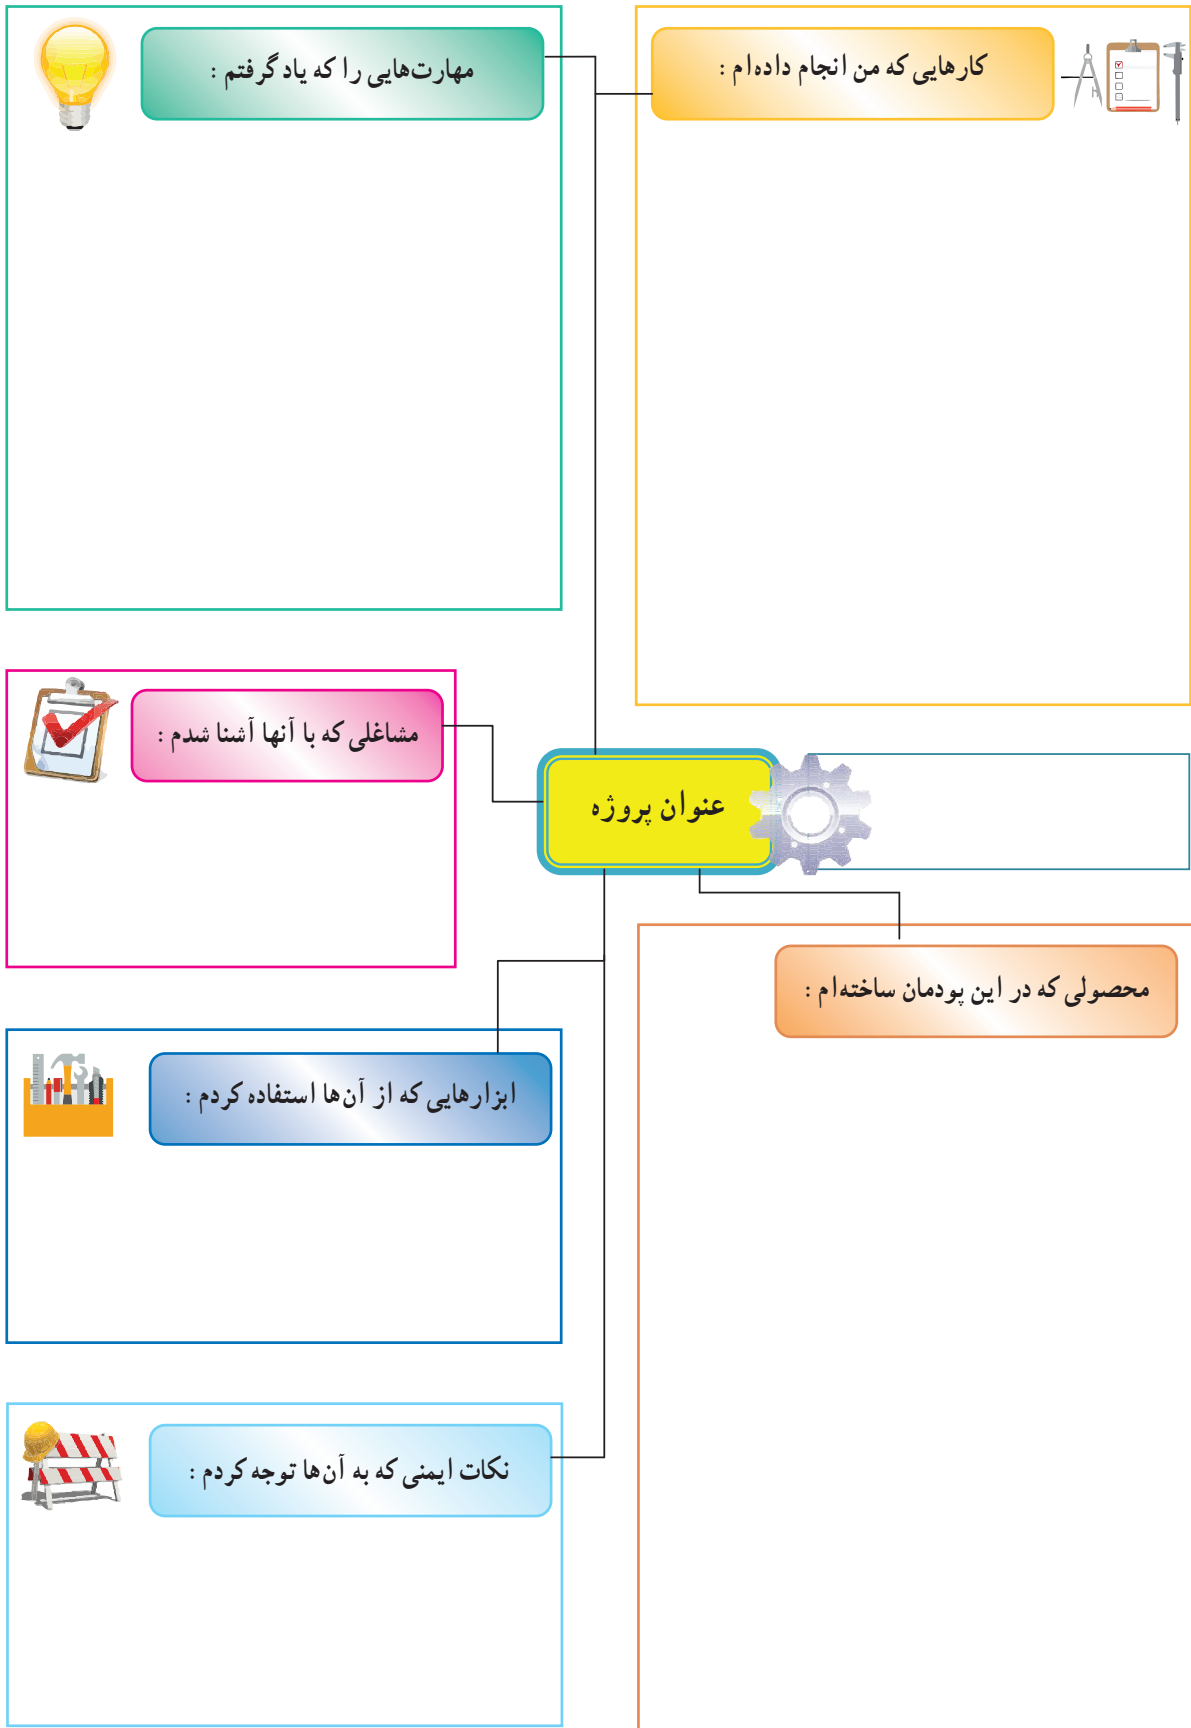 کارهایی که من انجام داده‌ام :
مهارت‌هایی را که یاد گرفتم :
مشاغلی که با آنها آشنا شدم :
عنوان پروژه
محصولی که در این پودمان ساخته‌ام :
ابزارهایی که از آن‌ها استفاده کردم :
نکات ایمنی که به آن‌ها توجه کردم :